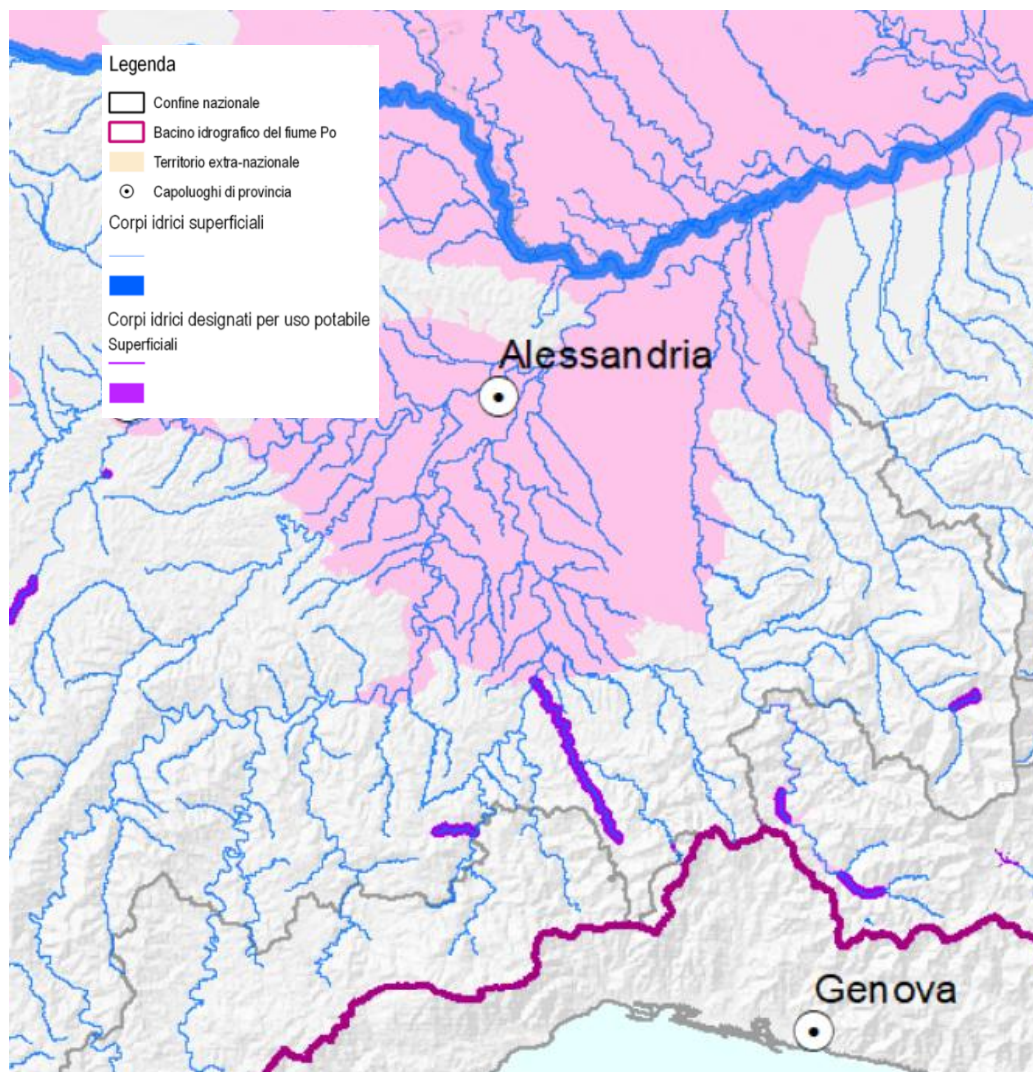 Legenda
Confine nazionale
Bacino idrografico del fiume Po
Territorio extra-nazionale
Capoluoghi di provincia
Corpi idrici superficiali
Corpi idrici designati per uso potabile
Superficiali
Alessandria
Genova